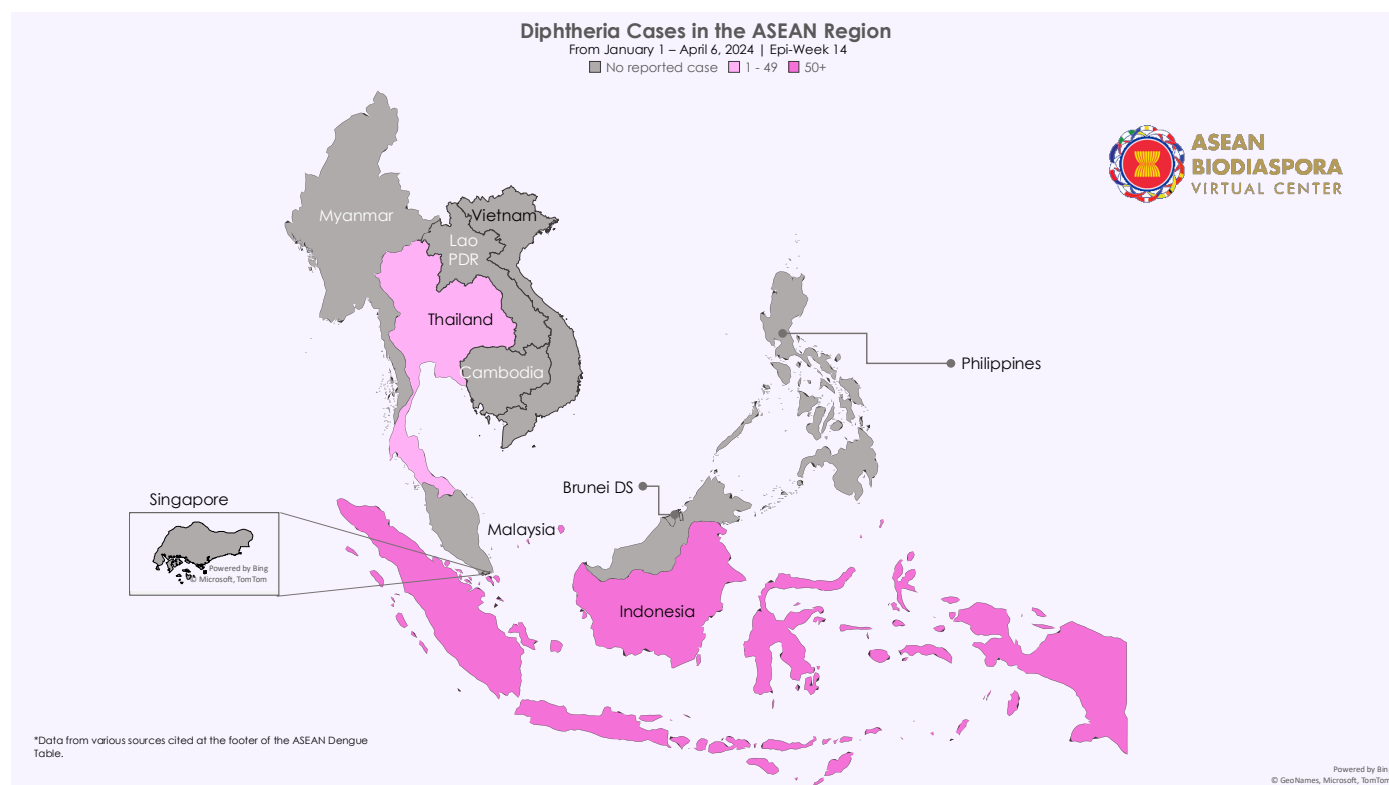 Diphtheria Cases in the ASEAN Region
From January 1 – April 6, 2024 | Epi-Week 14
No reported case 1 - 49 50+
ASEAN
BIODIASPORA
VIRTUAL CENTER
Myanmar
Vietnam
Lao
PDR
Thailand
Cambodia
Philippines
Brunei DS
Singapore
Malaysia
Powered by Bing
© Microsoft, TomTom
Indonesia
*Data from various sources cited at the footer of the ASEAN Dengue
Table.
Powered by Bing
© GeoNames, Microsoft, TomTom